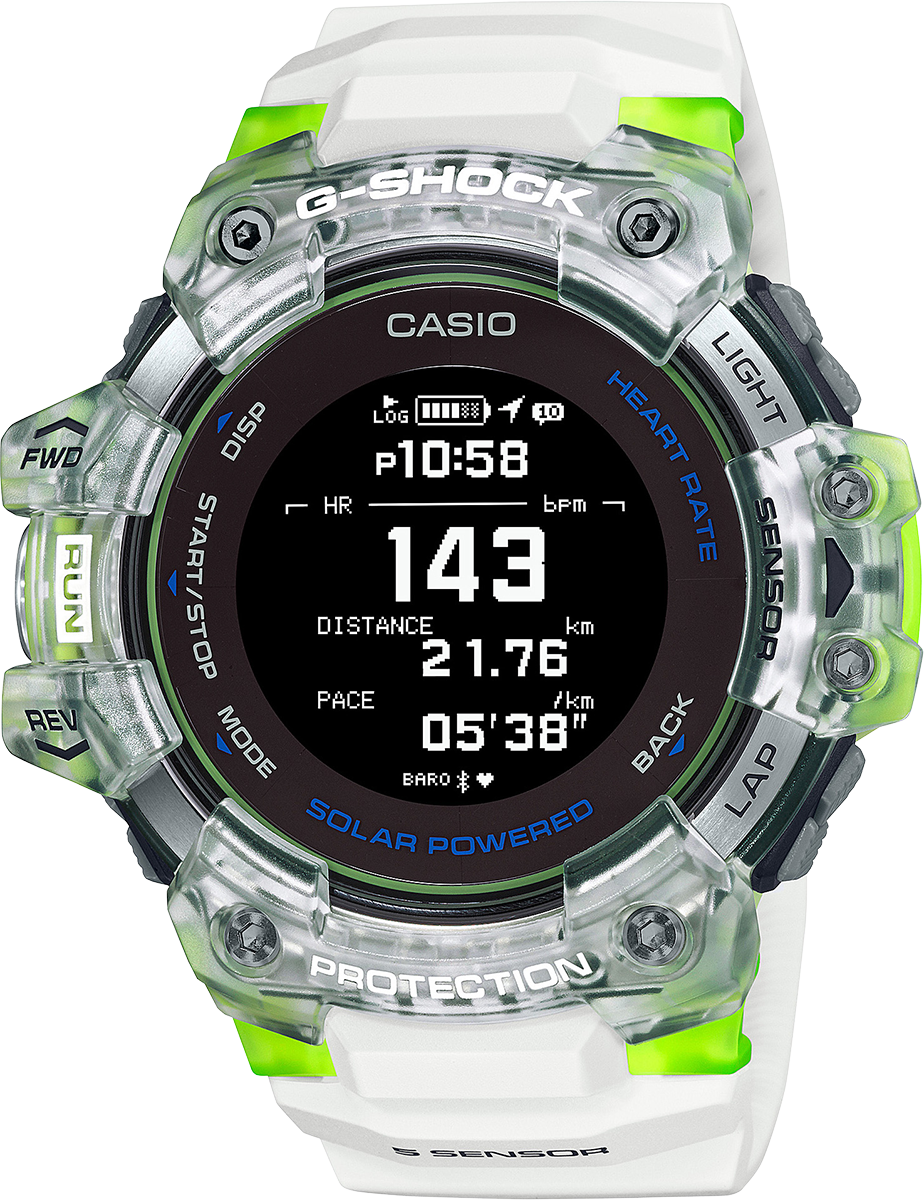 G-SHOCK
CASIO
LIGHT
DISP
HEART RATE
SENSOR
FWD
RUN
REV
START/STOP
MODE
LOG 10
P10:58
HR bpm
143
DISTANCE km
21.76
PACE /km
05'38"
BARO
BACK
LAP
SOLAR POWERED
PROTECTION
5 SENSOR